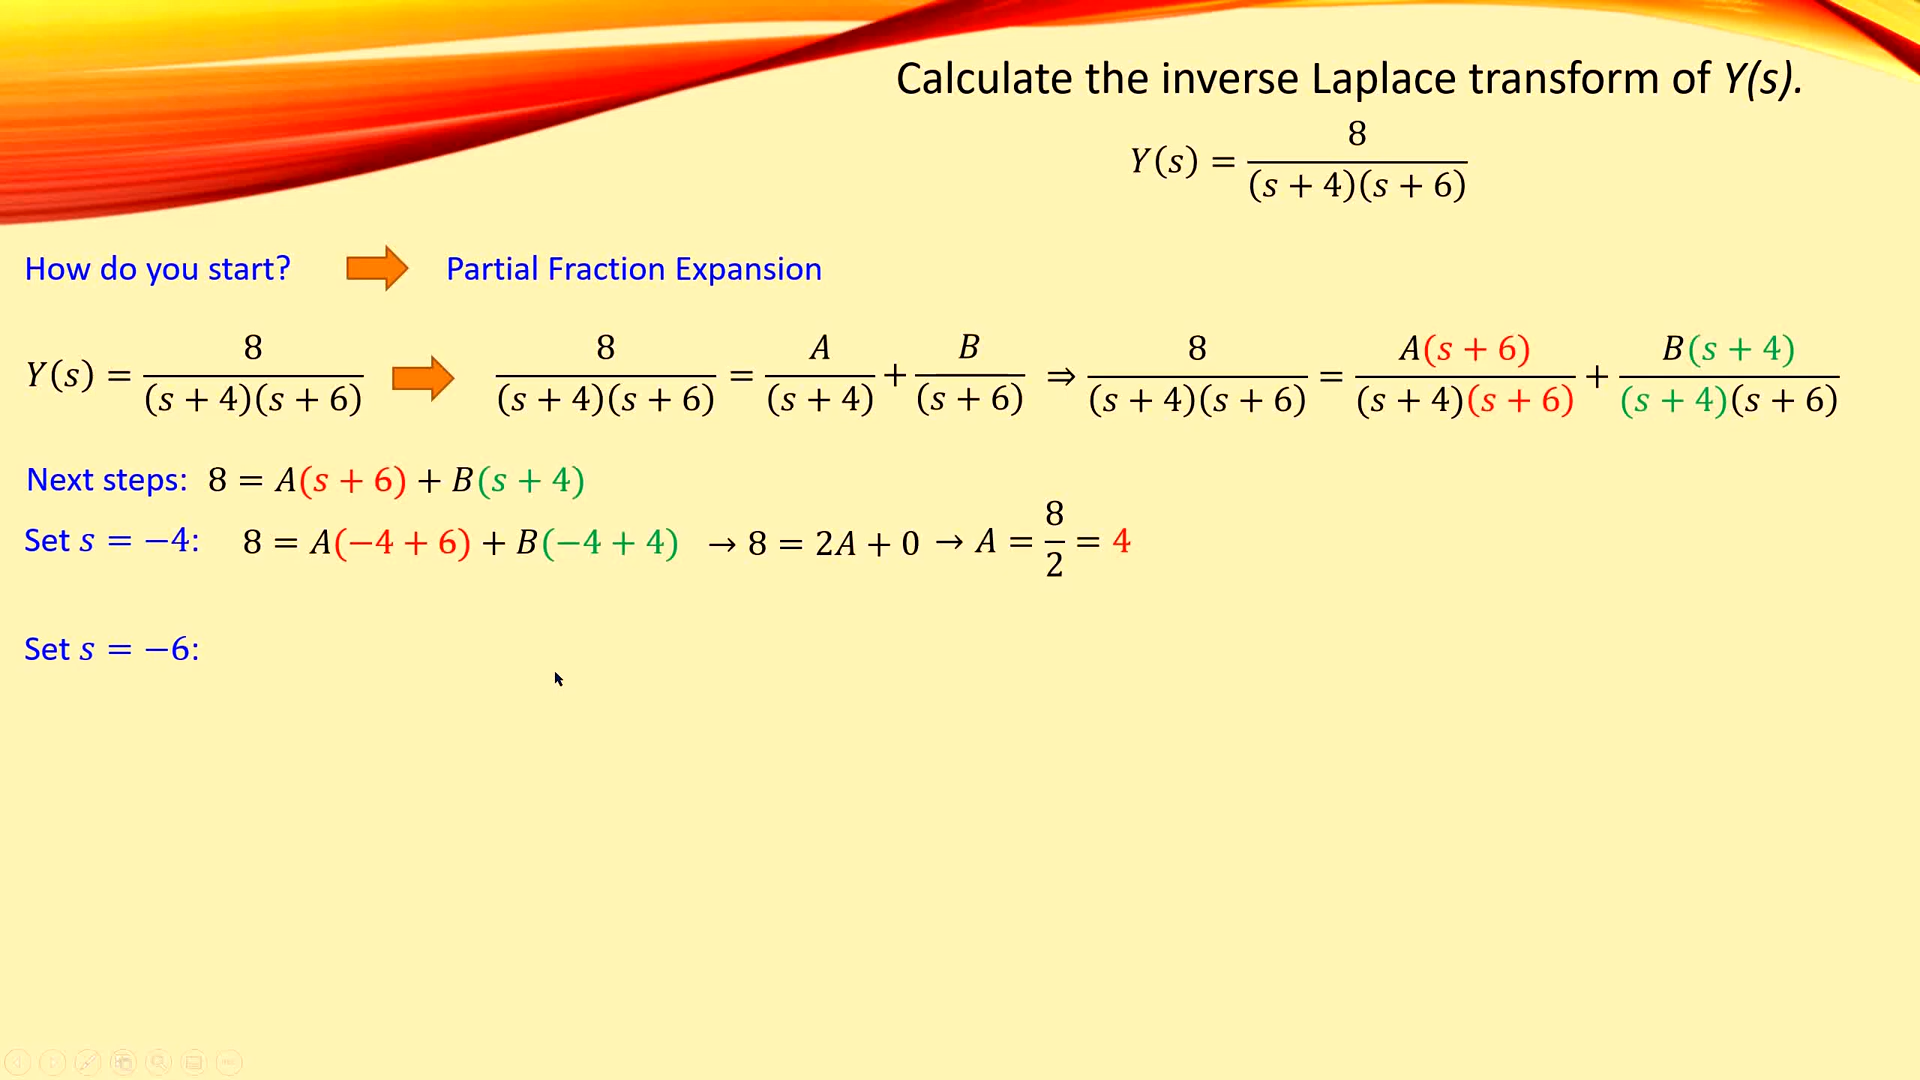 Calculate the inverse Laplace transform of Y(s).
Y(s) = 8 / (s + 4)(s + 6)
How do you start? Partial Fraction Expansion
Y(s) = 8 / (s + 4)(s + 6) 8 / (s + 4)(s + 6) = A / (s + 4) + B / (s + 6) ⇒ 8 / (s + 4)(s + 6) = A(s + 6) / (s + 4)(s + 6) + B(s + 4) / (s + 4)(s + 6)
Next steps: 8 = A(s + 6) + B(s + 4)
Set s = −4: 8 = A(−4 + 6) + B(−4 + 4) → 8 = 2A + 0 → A = 8 / 2 = 4
Set s = −6: